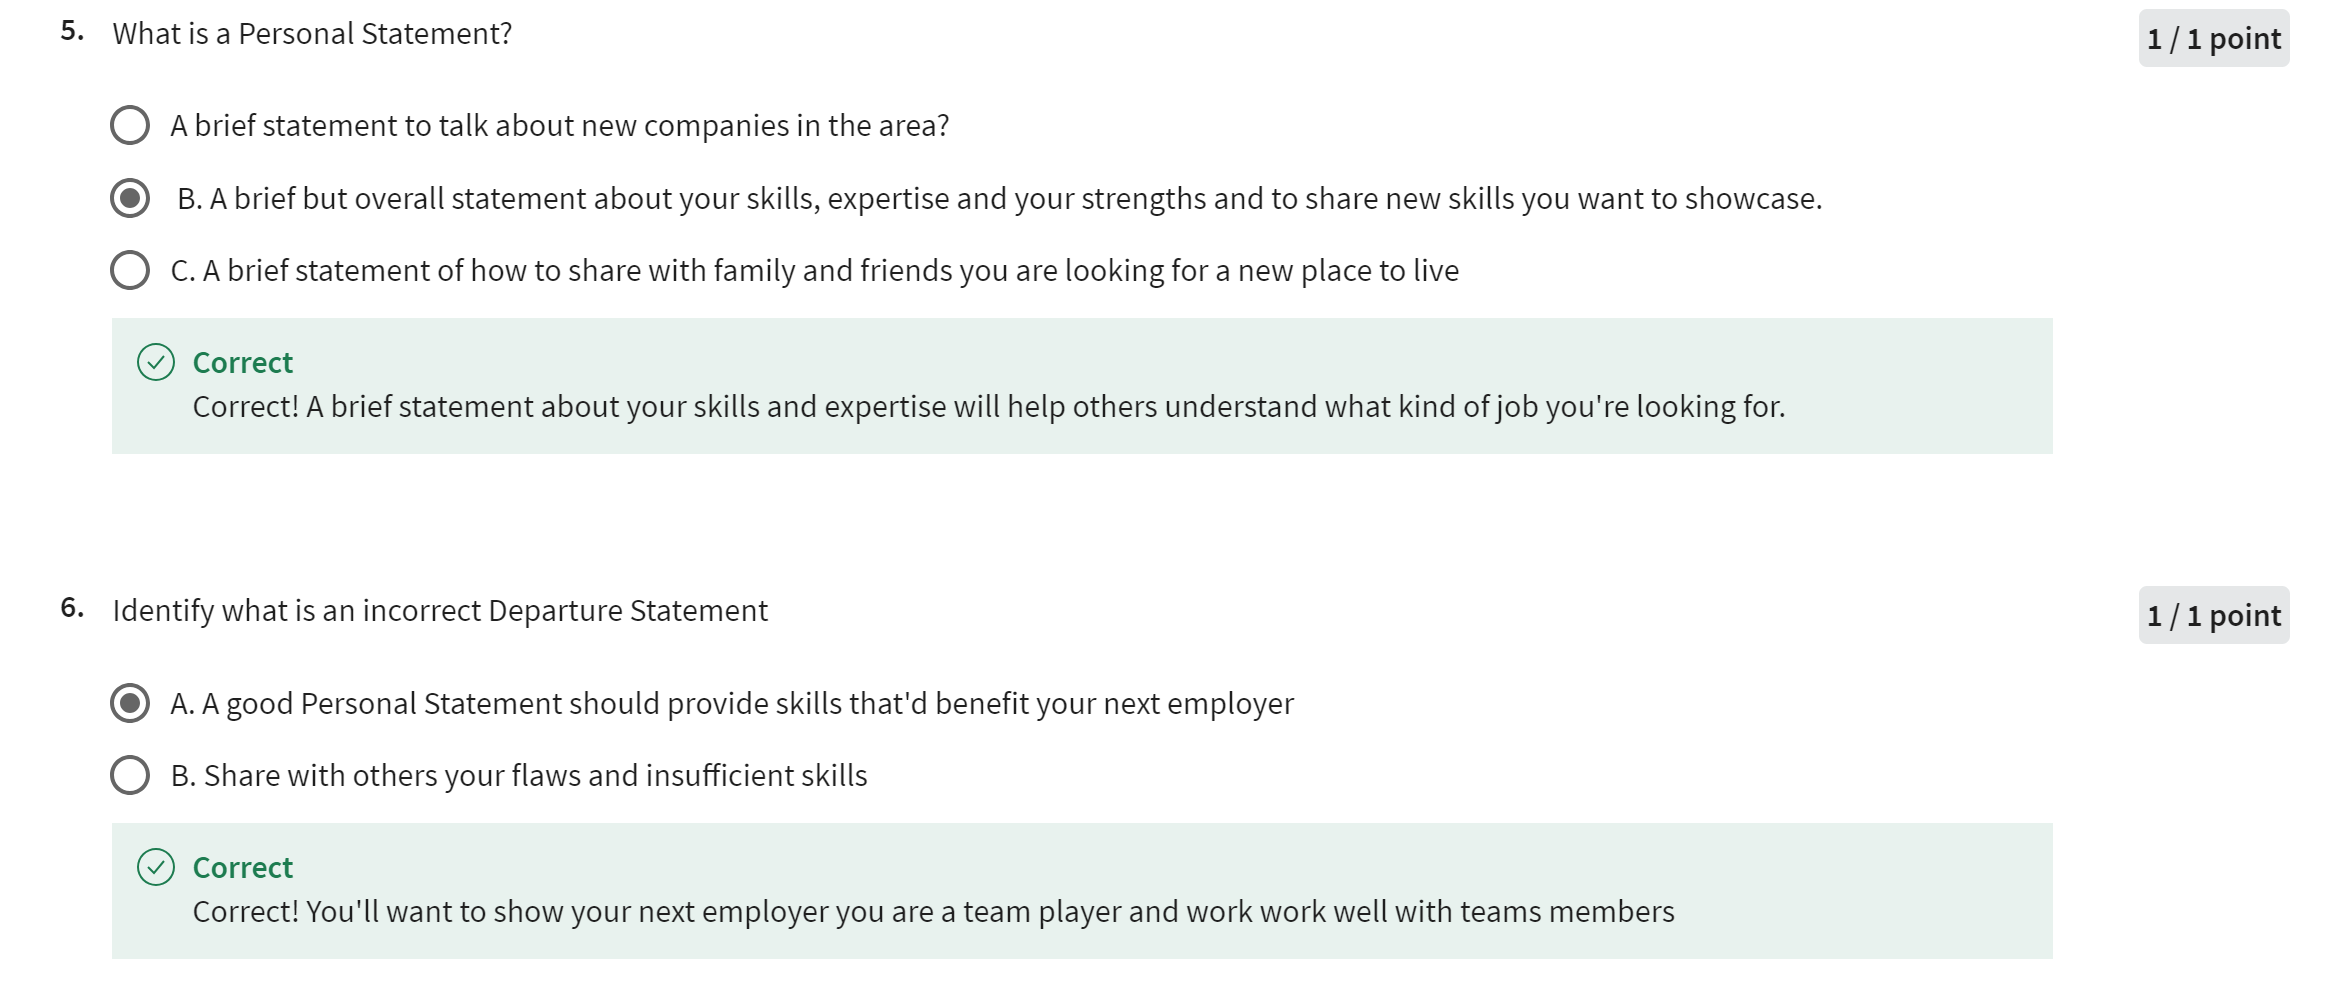 5. What is a Personal Statement?
1 / 1 point
A brief statement to talk about new companies in the area?
B. A brief but overall statement about your skills, expertise and your strengths and to share new skills you want to showcase.
C. A brief statement of how to share with family and friends you are looking for a new place to live
Correct
Correct! A brief statement about your skills and expertise will help others understand what kind of job you're looking for.
6. Identify what is an incorrect Departure Statement
1 / 1 point
A. A good Personal Statement should provide skills that'd benefit your next employer
B. Share with others your flaws and insufficient skills
Correct
Correct! You'll want to show your next employer you are a team player and work work well with teams members